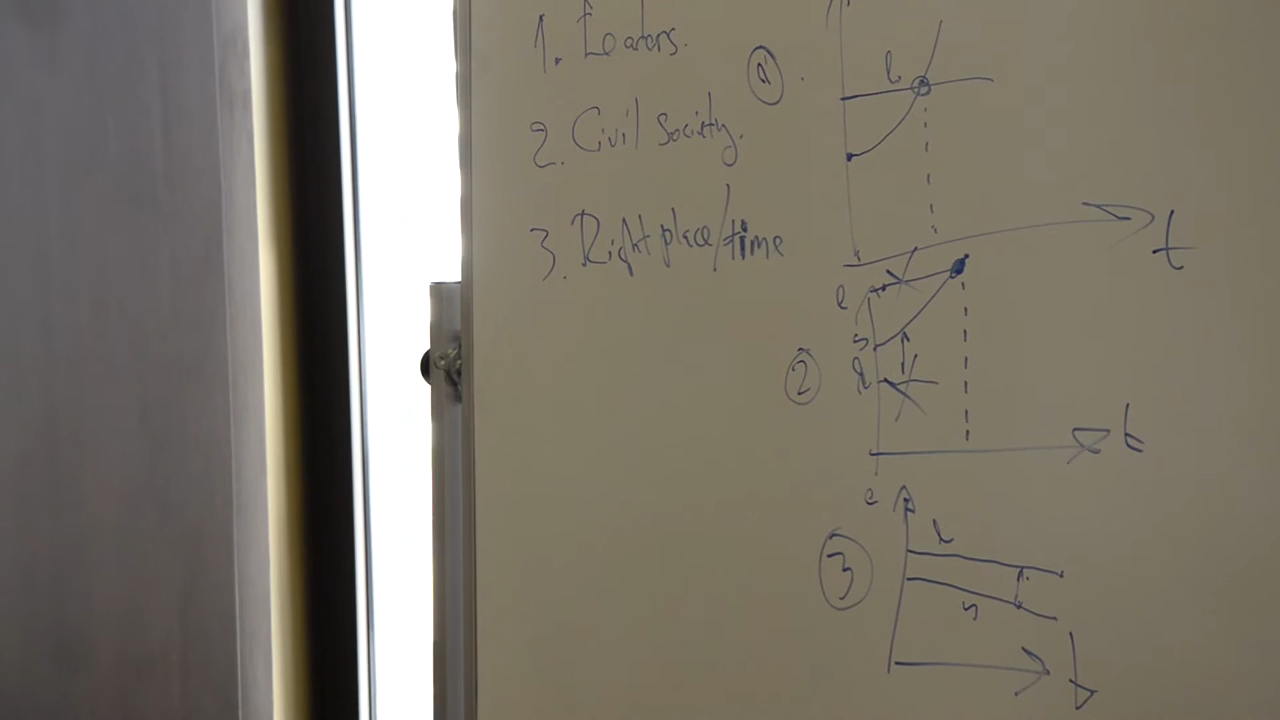 1. Leaders.
2. Civil Society.
3. Right place/time
1
l
t
e
s
l
2
t
e
3
l
s
t